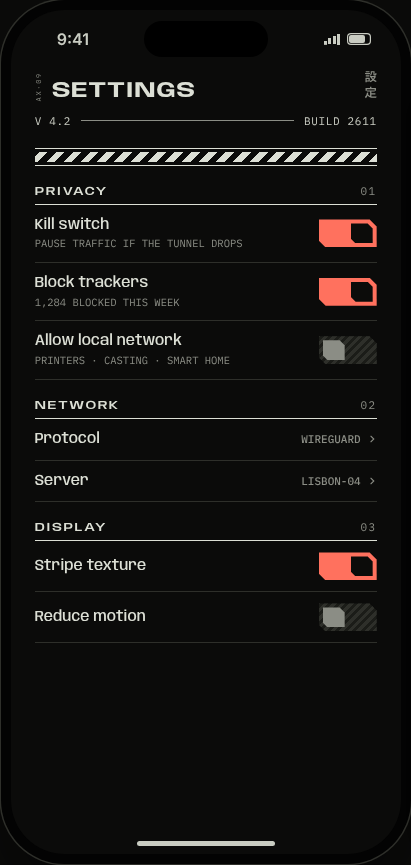 9:41
AX-09
SETTINGS
設定
V 4.2
BUILD 2611
PRIVACY
01
Kill switch
PAUSE TRAFFIC IF THE TUNNEL DROPS
Block trackers
1,284 BLOCKED THIS WEEK
Allow local network
PRINTERS · CASTING · SMART HOME
NETWORK
02
Protocol
WIREGUARD >
Server
LISBON-04 >
DISPLAY
03
Stripe texture
Reduce motion